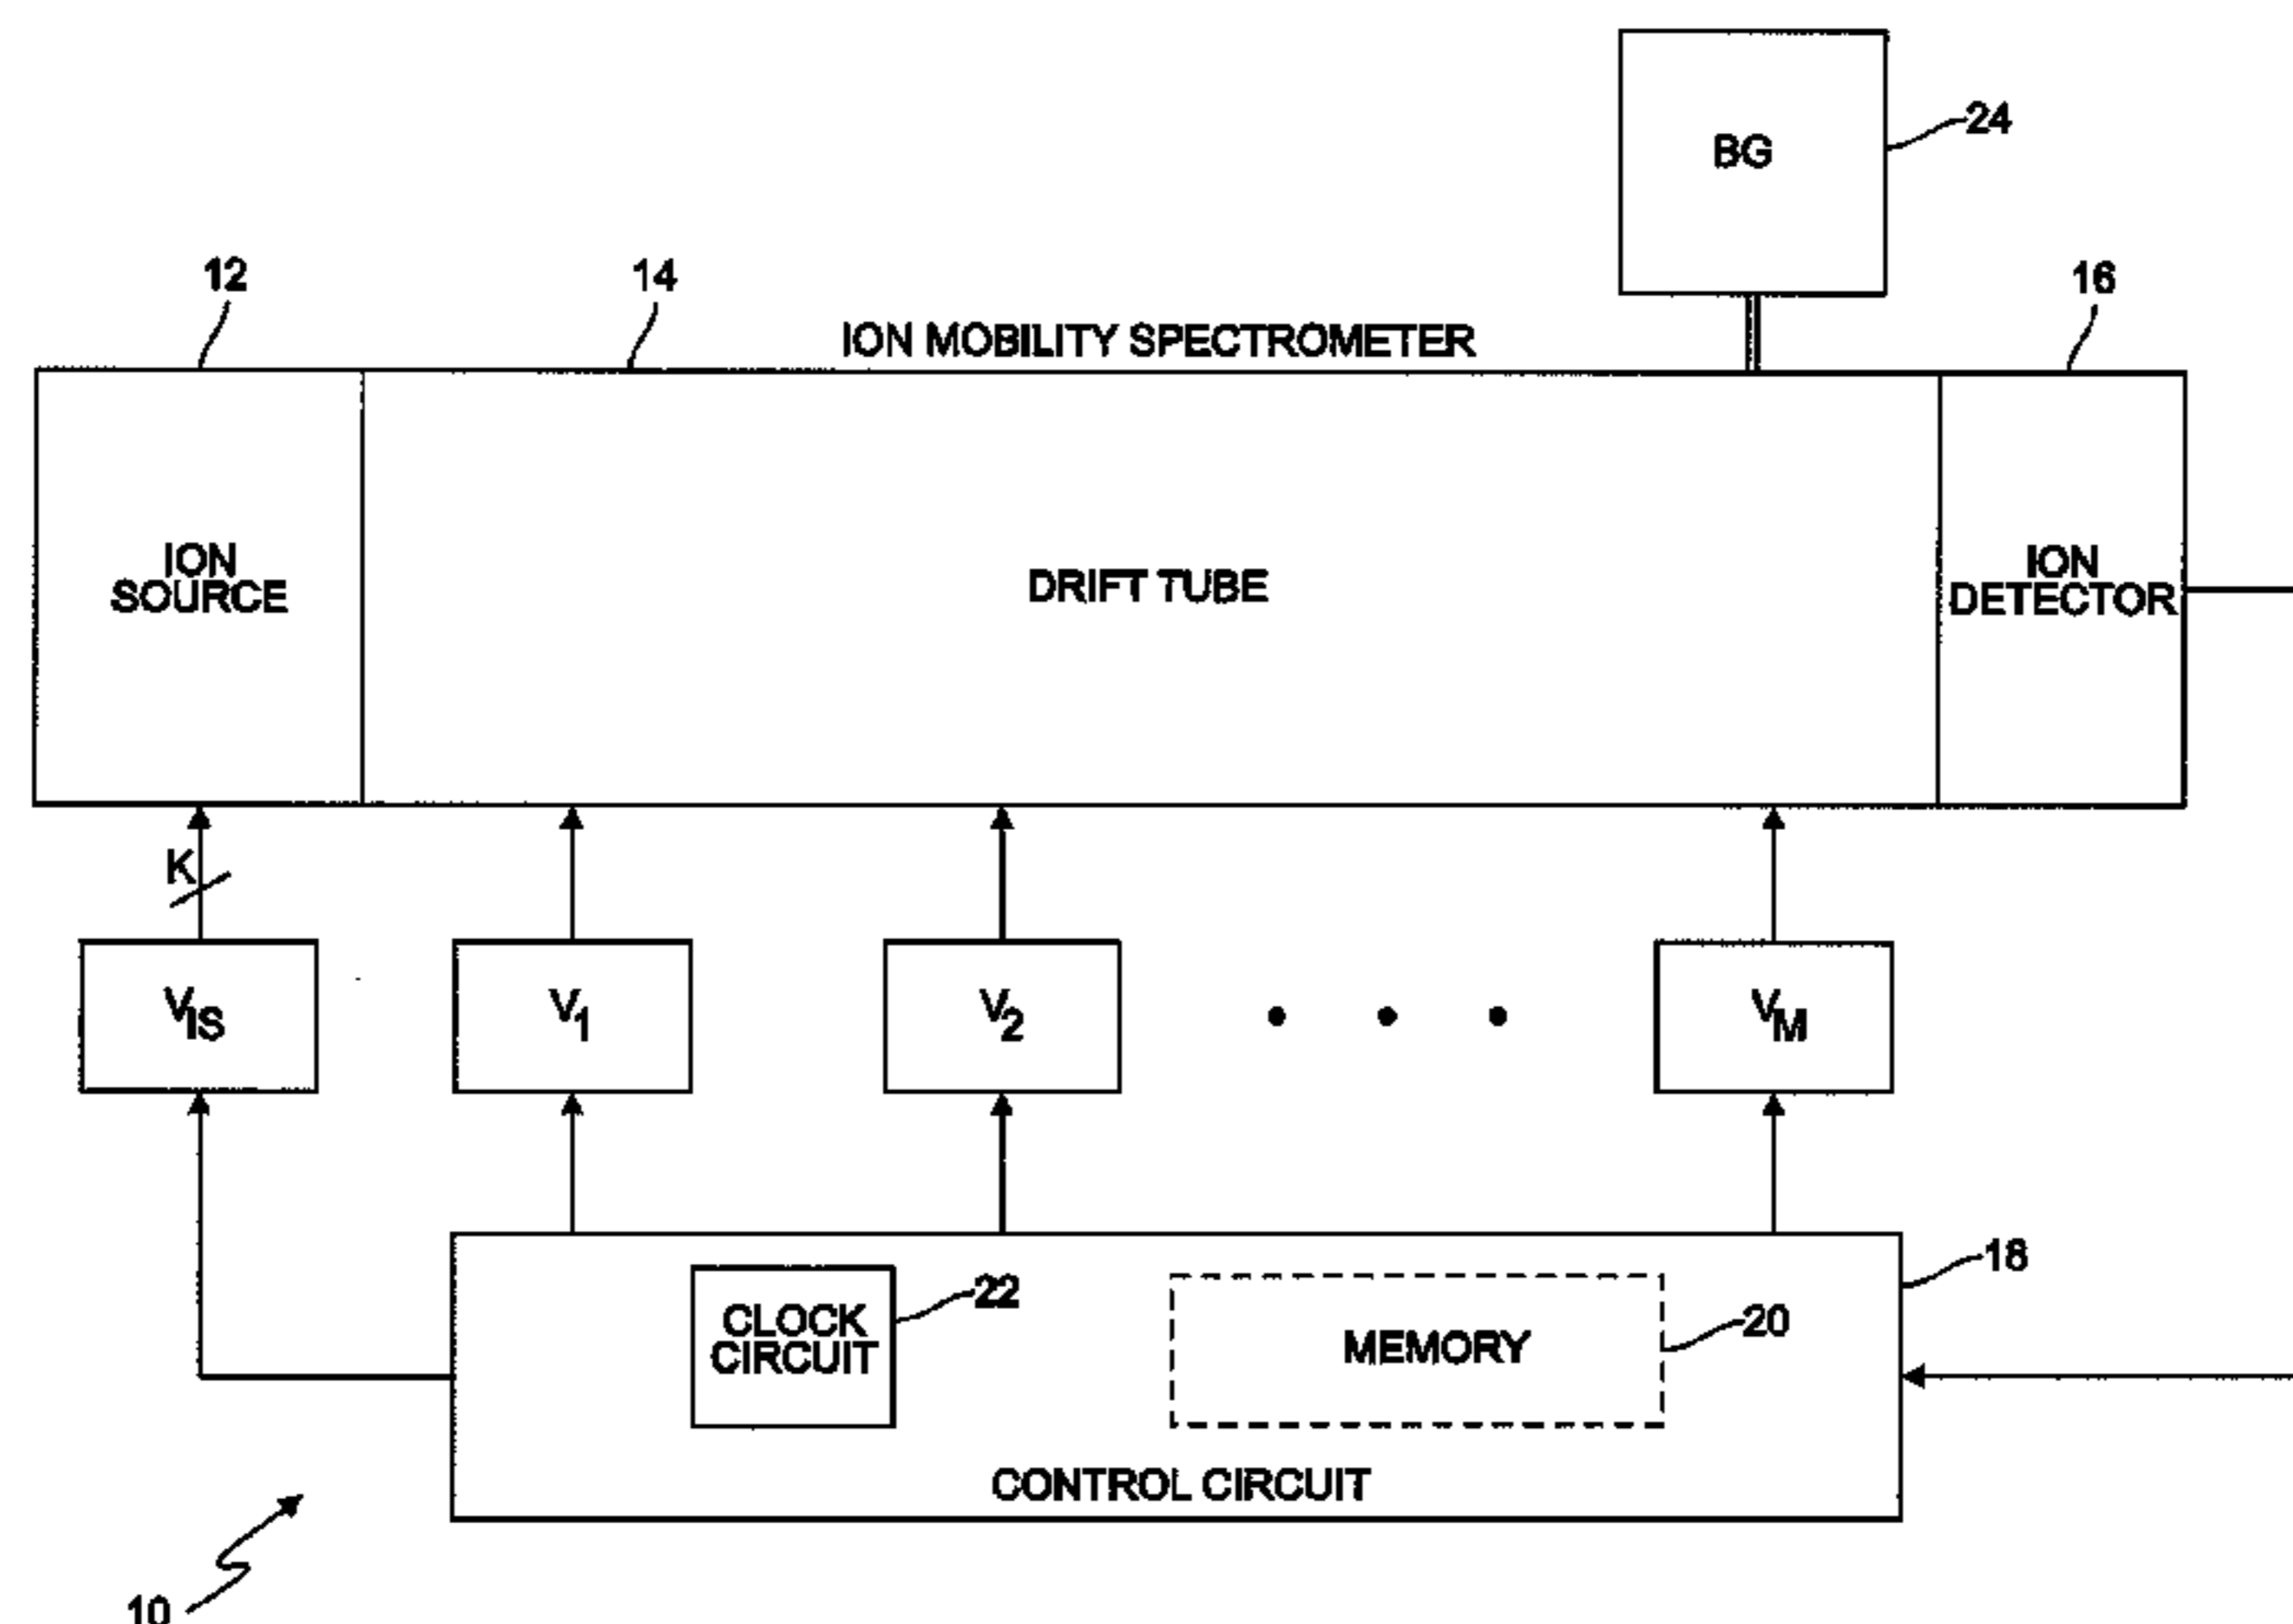 BG
24
12
14
16
ION MOBILITY SPECTROMETER
ION
SOURCE
DRIFT TUBE
ION
DETECTOR
K
VIS
V1
V2
• • •
VM
18
22
CLOCK
CIRCUIT
MEMORY
20
CONTROL CIRCUIT
10